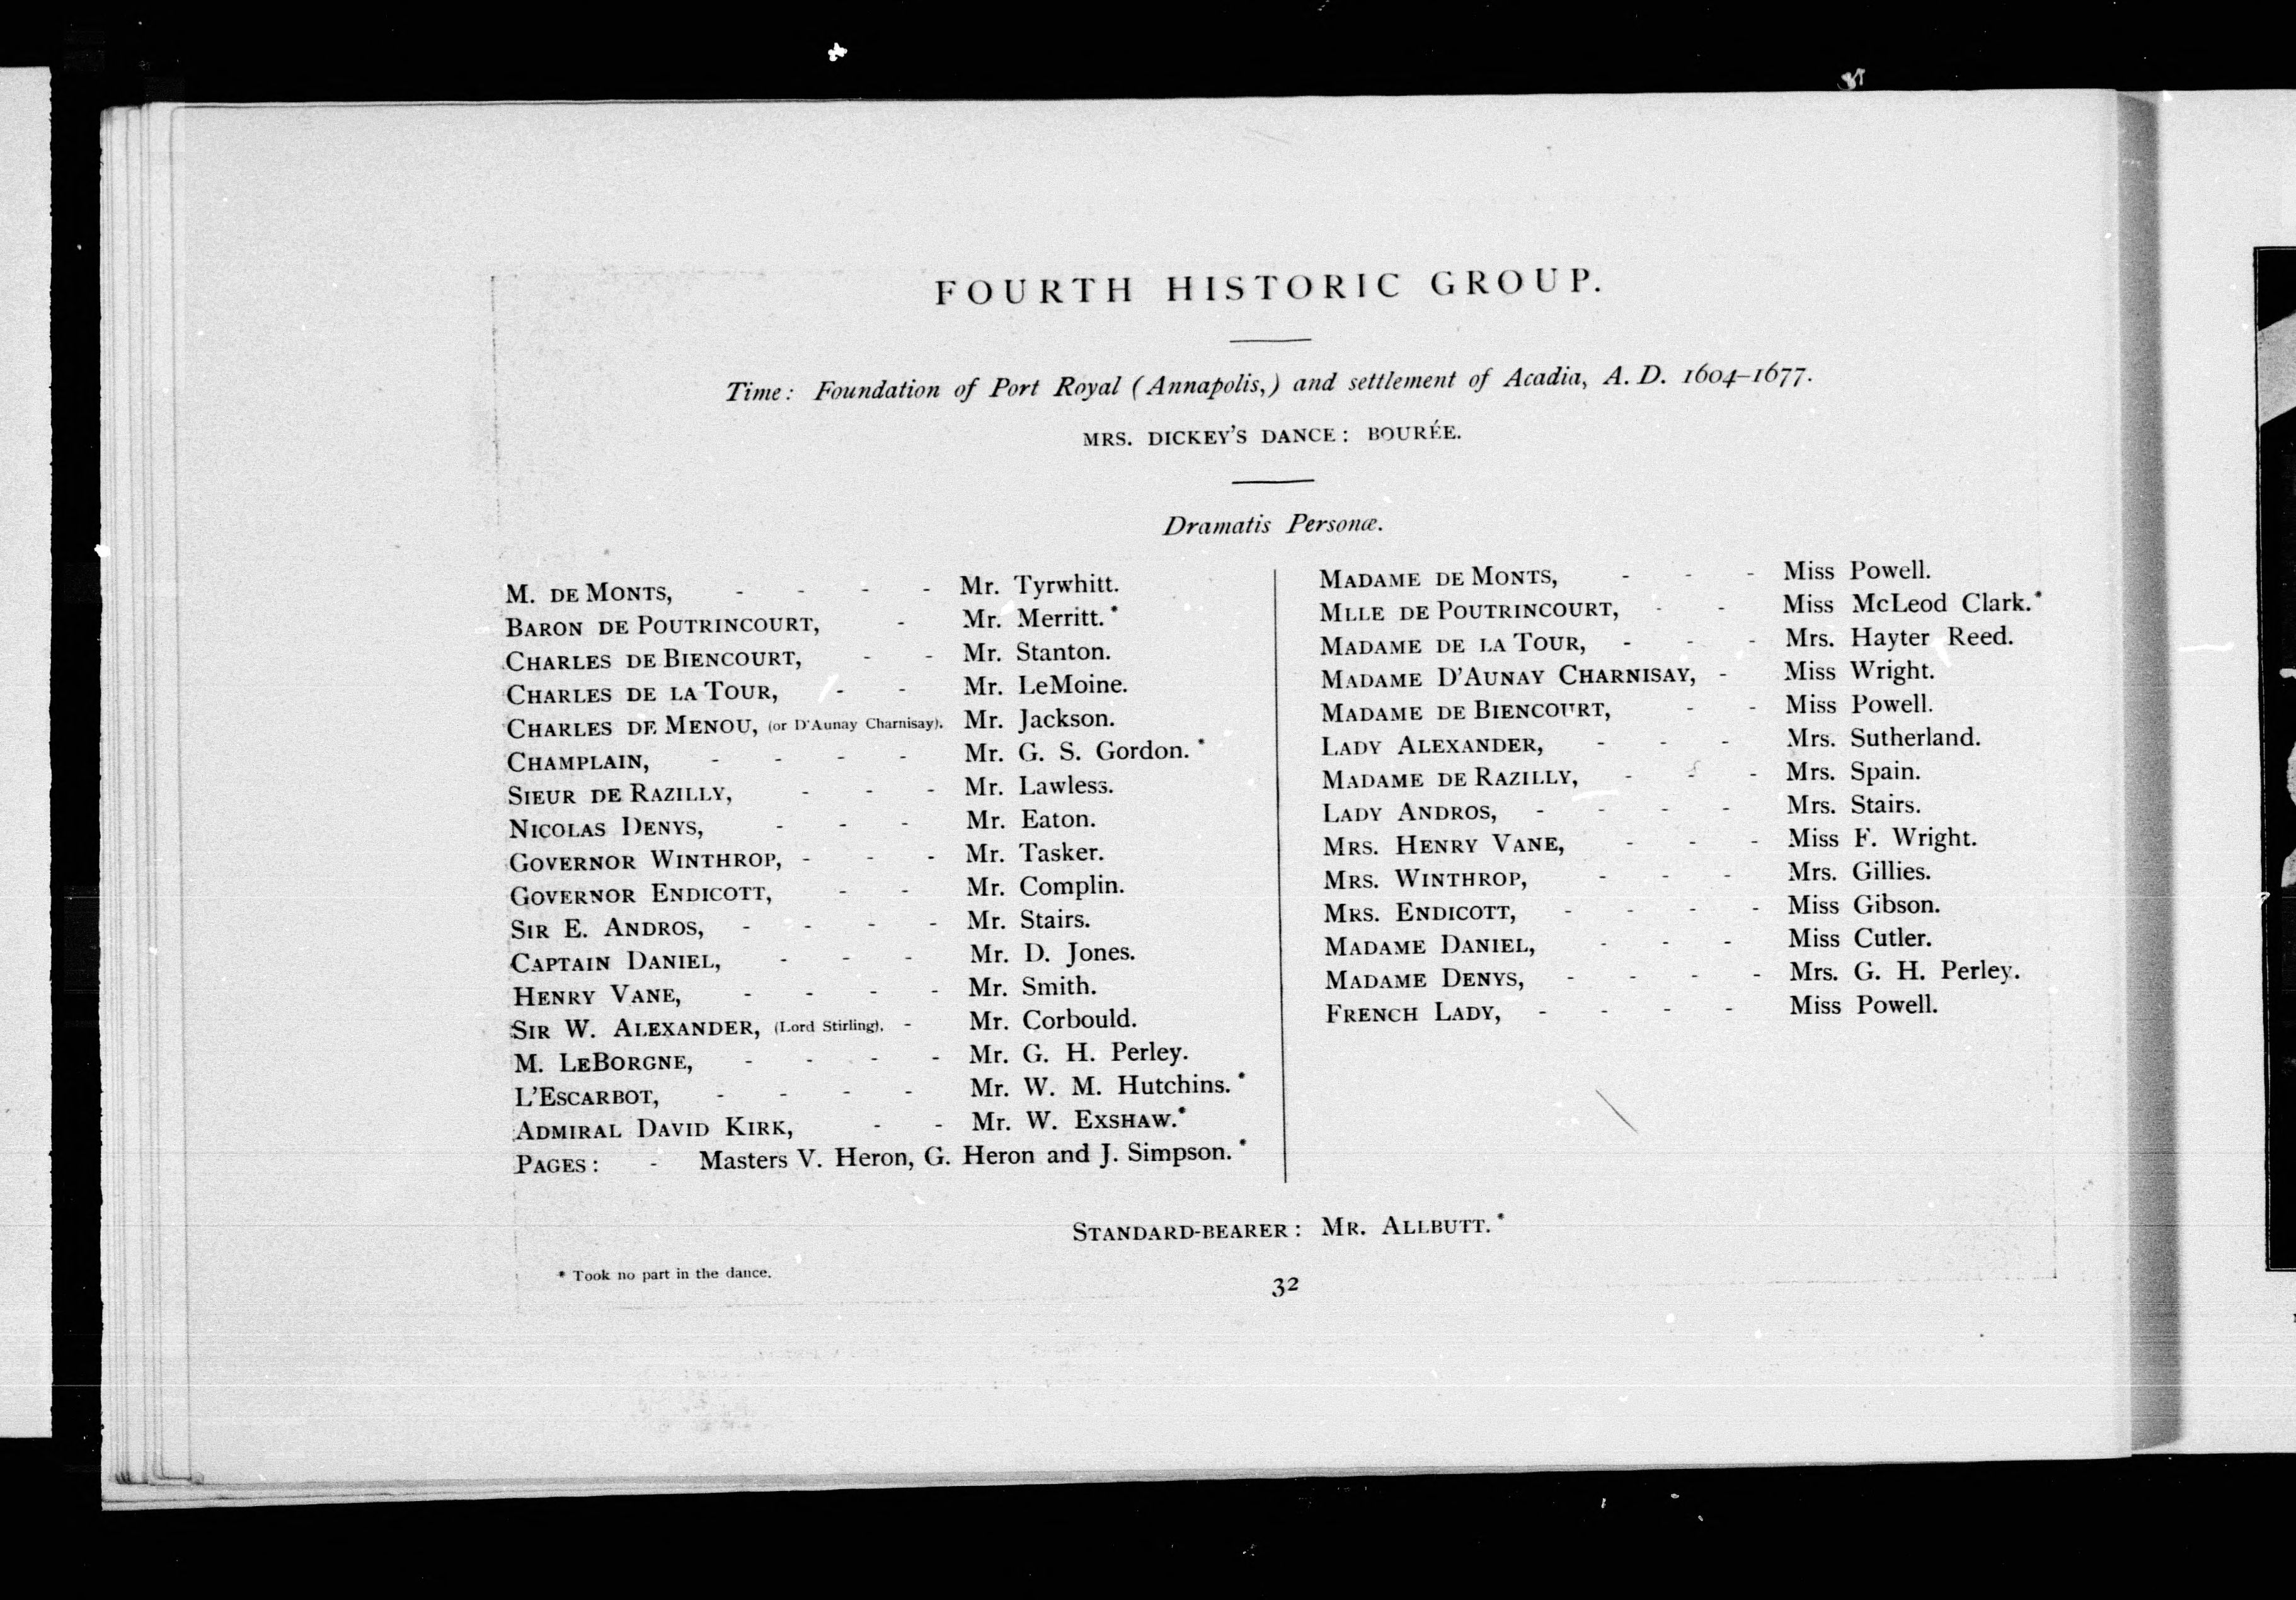 FOURTH HISTORIC GROUP.
Time: Foundation of Port Royal (Annapolis,) and settlement of Acadia, A. D. 1604–1677.
MRS. DICKEY'S DANCE: BOURÉE.
Dramatis Personæ.
M. DE MONTS, - - - - Mr. Tyrwhitt.
BARON DE POUTRINCOURT, - Mr. Merritt.*
CHARLES DE BIENCOURT, - - Mr. Stanton.
CHARLES DE LA TOUR, - - Mr. LeMoine.
CHARLES DE MENOU, (or D'Aunay Charnisay), Mr. Jackson.
CHAMPLAIN, - - - - Mr. G. S. Gordon.*
SIEUR DE RAZILLY, - - - Mr. Lawless.
NICOLAS DENYS, - - - Mr. Eaton.
GOVERNOR WINTHROP, - - - Mr. Tasker.
GOVERNOR ENDICOTT, - - Mr. Complin.
SIR E. ANDROS, - - - - Mr. Stairs.
CAPTAIN DANIEL, - - - Mr. D. Jones.
HENRY VANE, - - - - Mr. Smith.
SIR W. ALEXANDER, (Lord Stirling), - Mr. Corbould.
M. LEBORGNE, - - - - Mr. G. H. Perley.
L'ESCARBOT, - - - - Mr. W. M. Hutchins.*
ADMIRAL DAVID KIRK, - - Mr. W. EXSHAW.*
PAGES: - Masters V. Heron, G. Heron and J. Simpson.*
MADAME DE MONTS, - - - Miss Powell.
MLLE DE POUTRINCOURT, - - Miss McLeod Clark.*
MADAME DE LA TOUR, - - - Mrs. Hayter Reed.
MADAME D'AUNAY CHARNISAY, - Miss Wright.
MADAME DE BIENCOURT, - - Miss Powell.
LADY ALEXANDER, - - - Mrs. Sutherland.
MADAME DE RAZILLY, - - - Mrs. Spain.
LADY ANDROS, - - - - Mrs. Stairs.
MRS. HENRY VANE, - - - Miss F. Wright.
MRS. WINTHROP, - - - Mrs. Gillies.
MRS. ENDICOTT, - - - - Miss Gibson.
MADAME DANIEL, - - - Miss Cutler.
MADAME DENYS, - - - - Mrs. G. H. Perley.
FRENCH LADY, - - - - Miss Powell.
STANDARD-BEARER: MR. ALLBUTT.*
* Took no part in the dance.
32